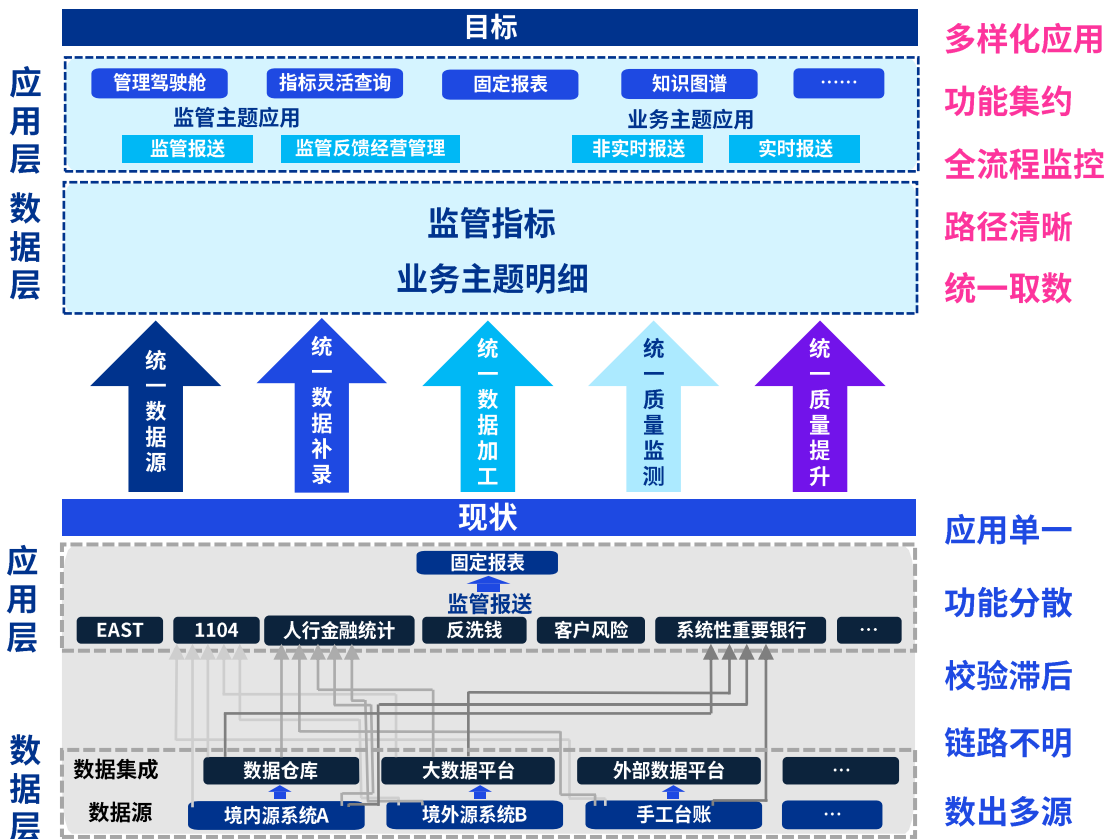 目标
多样化应用
功能集约
全流程监控
路径清晰
统一取数
应用层
管理驾驶舱
指标灵活查询
固定报表
知识图谱
……
监管主题应用
业务主题应用
监管报送
监管反馈经营管理
非实时报送
实时报送
数据层
监管指标
业务主题明细
统一数据源
统一数据补录
统一数据加工
统一质量监测
统一质量提升
现状
应用单一
功能分散
校验滞后
链路不明
数出多源
应用层
固定报表
监管报送
EAST
1104
人行金融统计
反洗钱
客户风险
系统性重要银行
…
数据层
数据集成
数据仓库
大数据平台
外部数据平台
…
数据源
境内源系统A
境外源系统B
手工台账
…